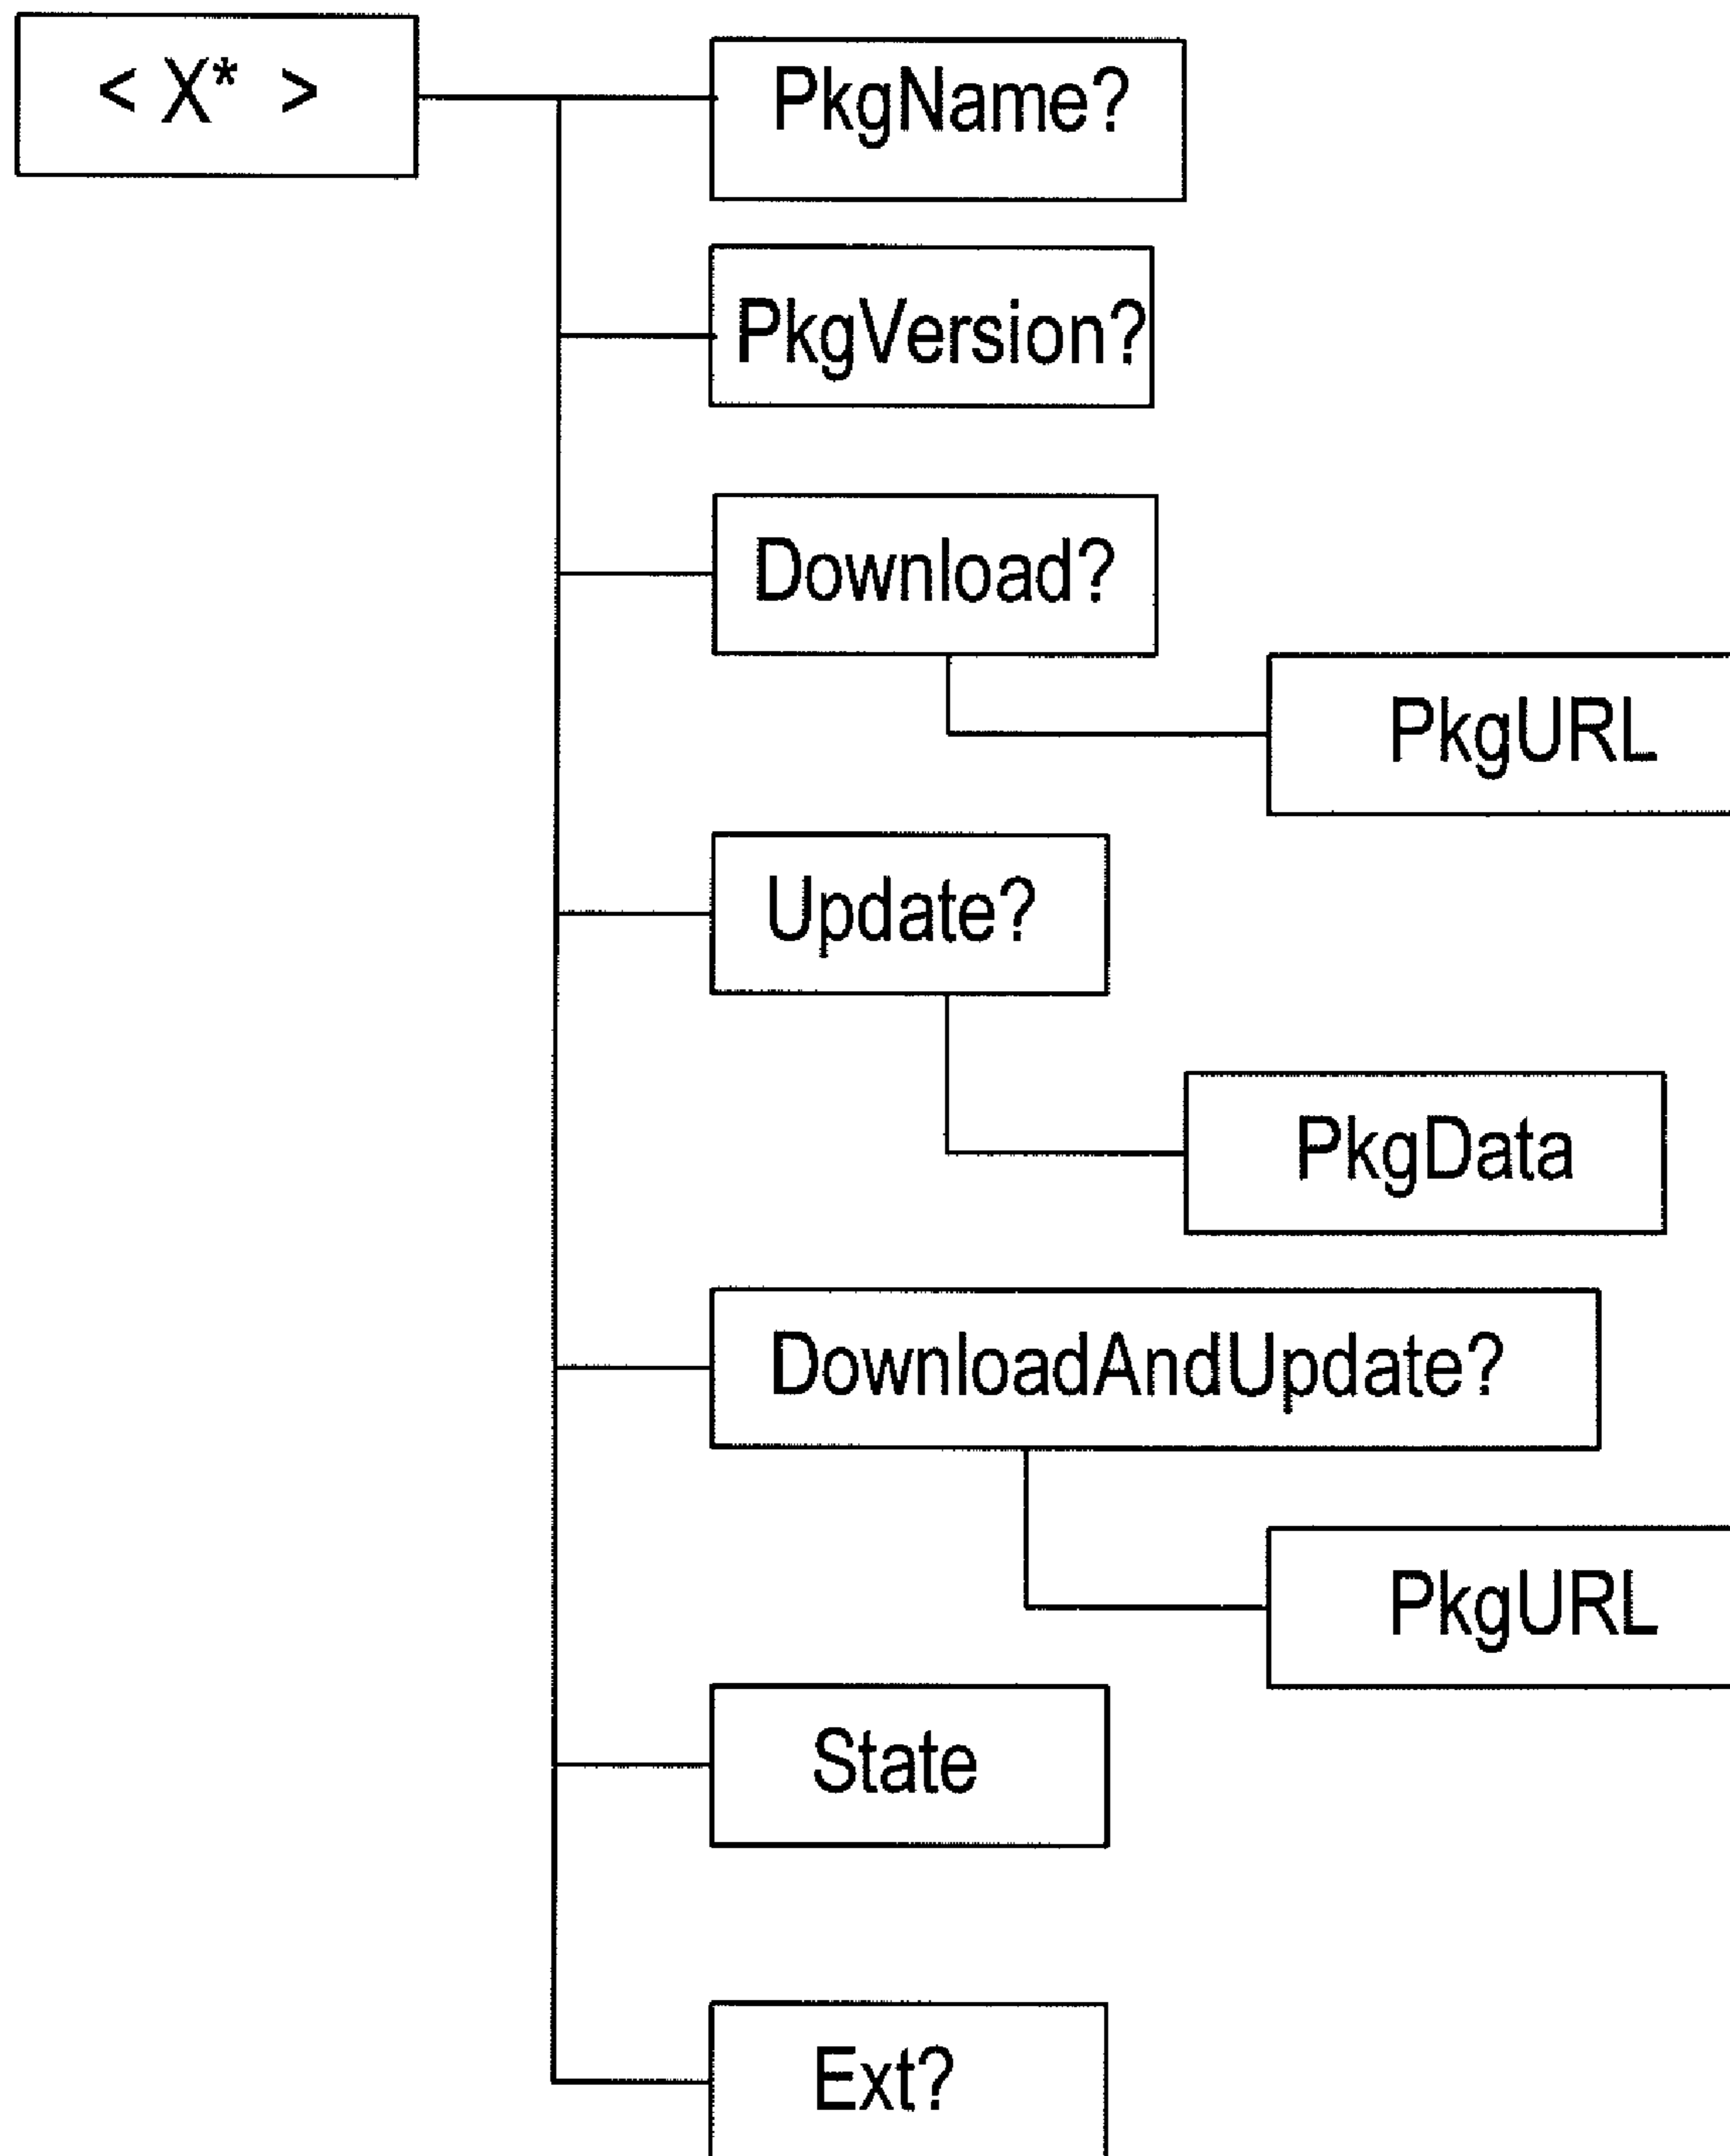 < X* >
PkgName?
PkgVersion?
Download?
PkgURL
Update?
PkgData
DownloadAndUpdate?
PkgURL
State
Ext?